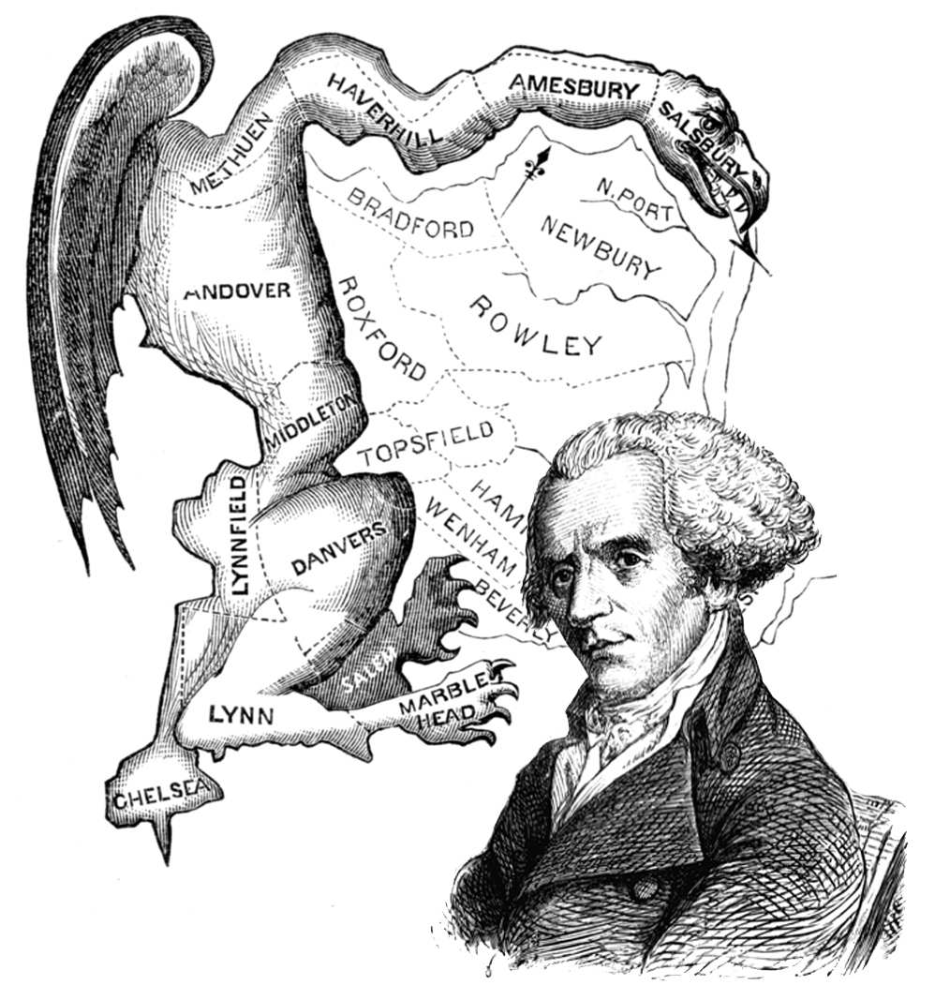 METHUEN
HAVERHILL
AMESBURY
SALSBURY
BRADFORD
N.PORT
NEWBURY
ANDOVER
ROXFORD
ROWLEY
MIDDLETON
TOPSFIELD
LYNNFIELD
DANVERS
HAMI
WENHAM
BEVERLY
SALEM
MARBLE
HEAD
LYNN
CHELSEA